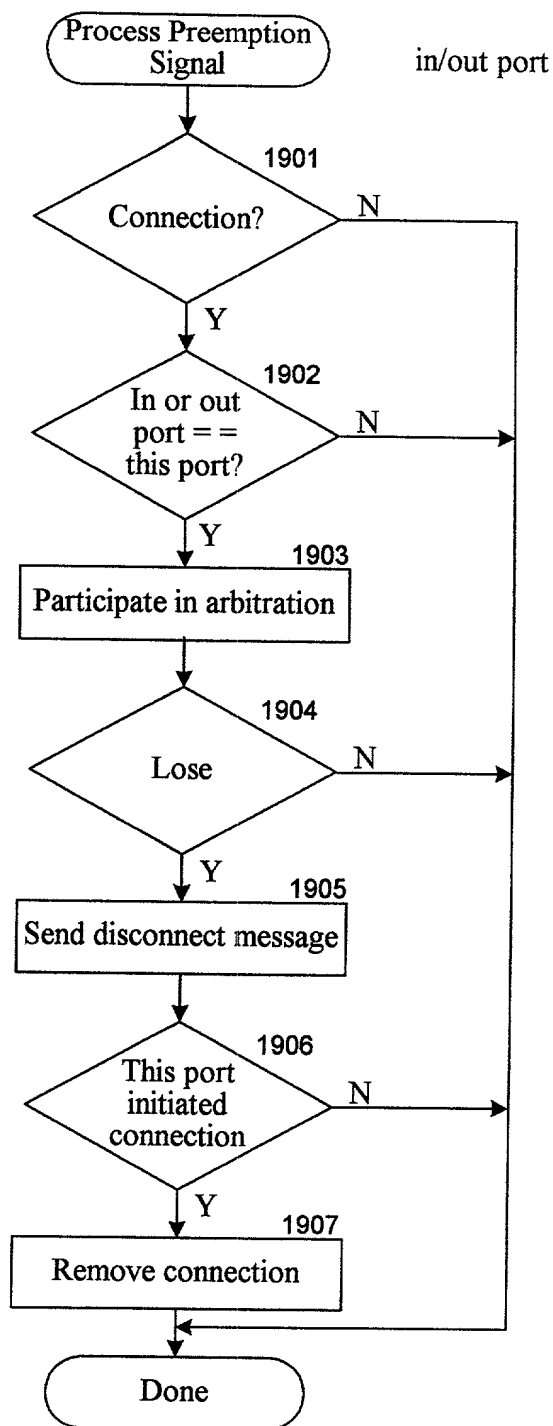 Process Preemption
Signal
in/out port
1901
Connection?
N
Y
1902
In or out
port = =
this port?
N
Y
1903
Participate in arbitration
1904
Lose
N
Y
1905
Send disconnect message
1906
This port
initiated
connection
N
Y
1907
Remove connection
Done